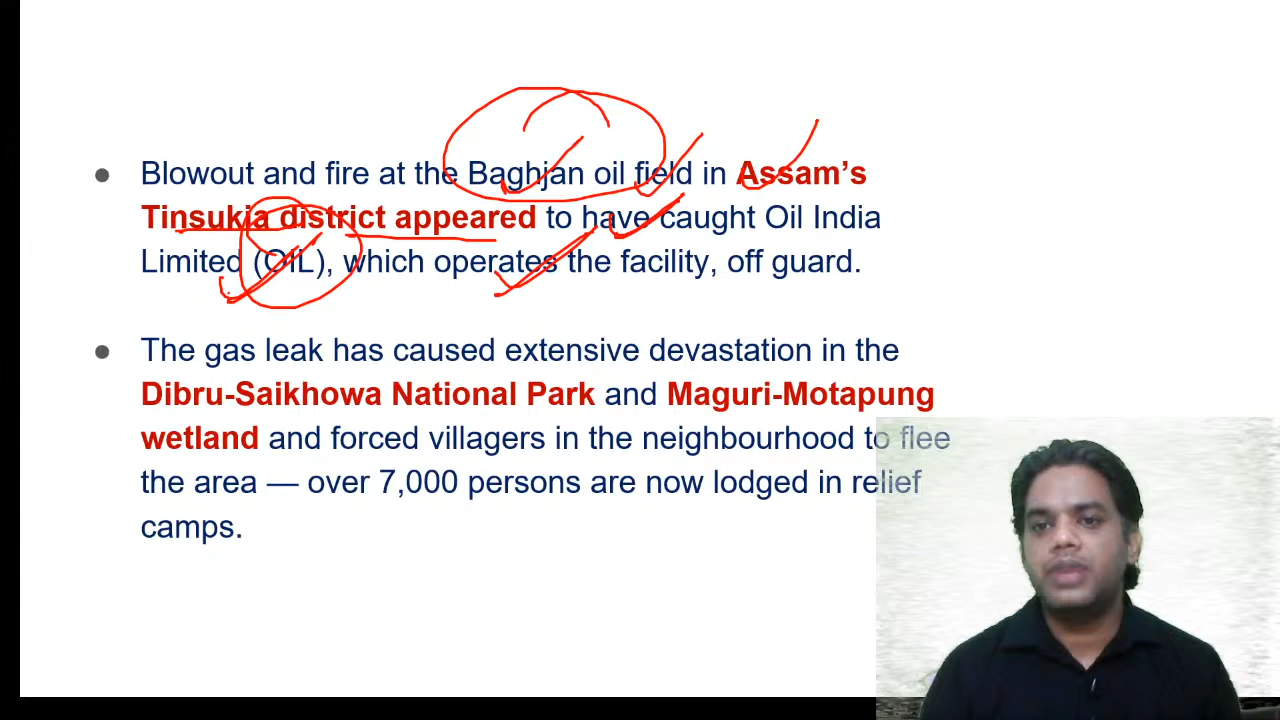 Blowout and fire at the Baghjan oil field in Assam's
Tinsukia district appeared to have caught Oil India
Limited (OIL), which operates the facility, off guard.
The gas leak has caused extensive devastation in the
Dibru-Saikhowa National Park and Maguri-Motapung
wetland and forced villagers in the neighbourhood to flee
the area — over 7,000 persons are now lodged in relief
camps.